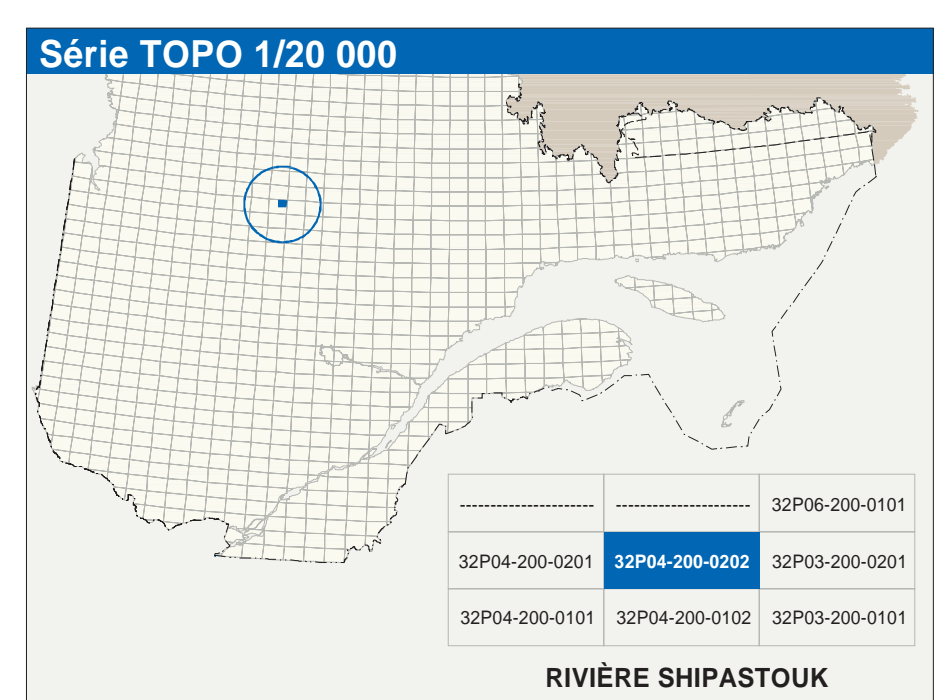 Série TOPO 1/20 000
---------------------- ---------------------- 32P06-200-0101
32P04-200-0201 32P04-200-0202 32P03-200-0201
32P04-200-0101 32P04-200-0102 32P03-200-0101
RIVIÈRE SHIPASTOUK